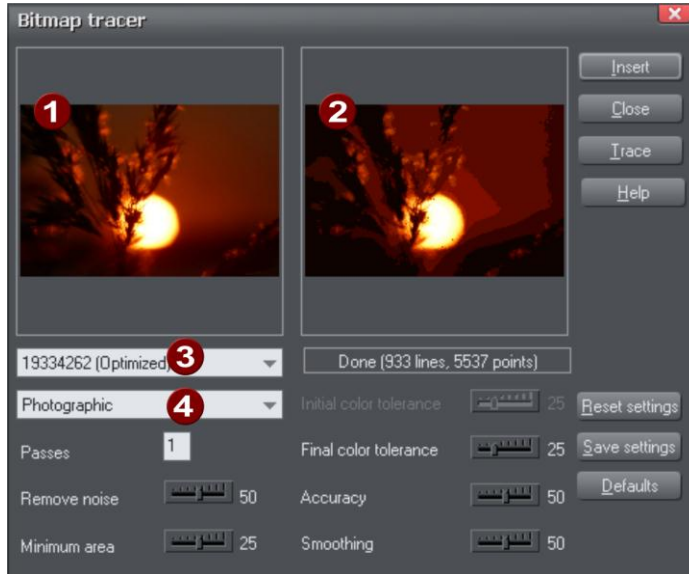 Bitmap tracer
1
2
Insert
Close
Trace
Help
19334262 (Optimized)
3
Done (933 lines, 5537 points)
Photographic
4
Initial color tolerance 25
Reset settings
Passes 1
Final color tolerance 25
Save settings
Remove noise 50
Accuracy 50
Defaults
Minimum area 25
Smoothing 50